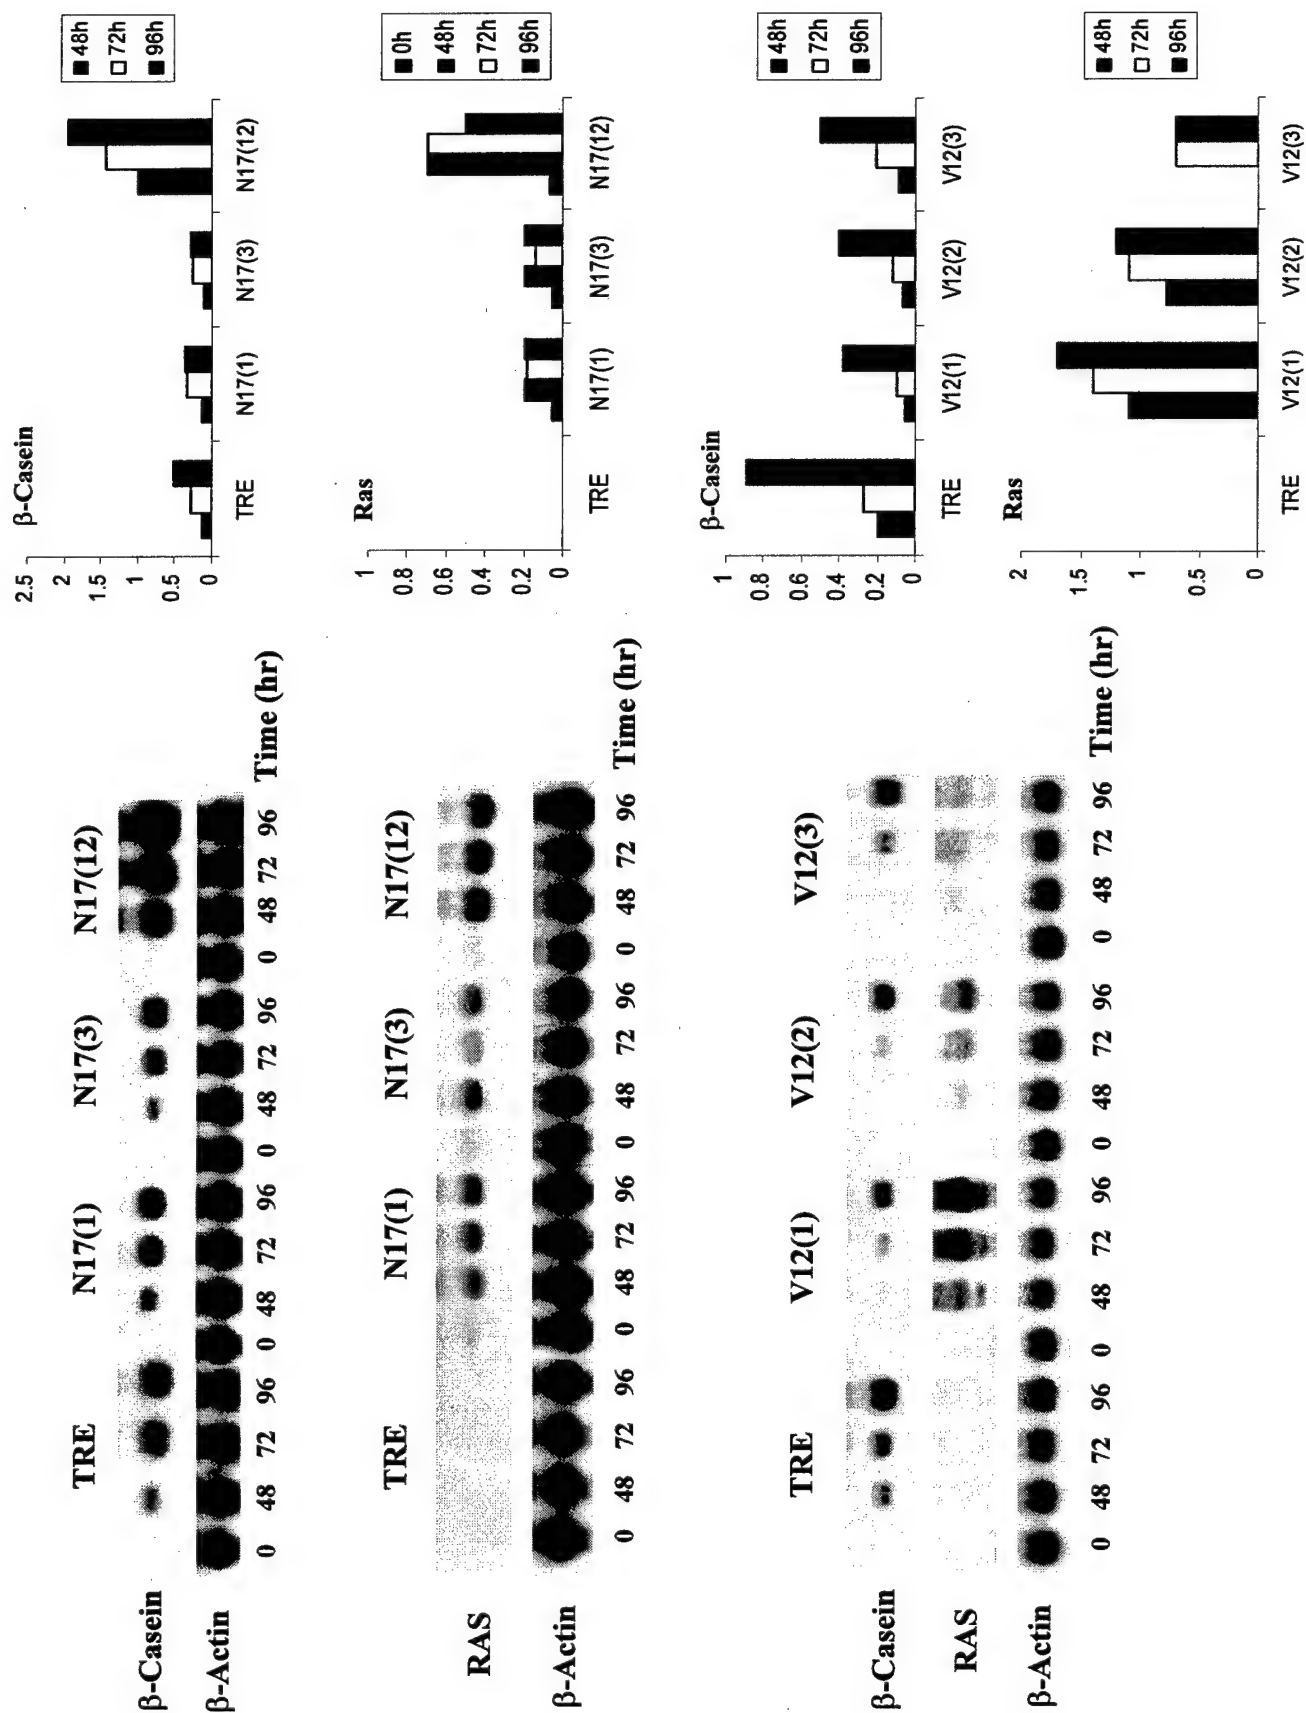 TRE N17(1) N17(3) N17(12)
β-Casein
β-Actin
0 48 72 96 0 48 72 96 0 48 72 96 0 48 72 96 Time (hr)
β-Casein
2.5
2
1.5
1
0.5
0
TRE N17(1) N17(3) N17(12)
48h
72h
96h
TRE N17(1) N17(3) N17(12)
RAS
β-Actin
0 48 72 96 0 48 72 96 0 48 72 96 0 48 72 96 Time (hr)
Ras
1
0.8
0.6
0.4
0.2
0
TRE N17(1) N17(3) N17(12)
0h
48h
72h
96h
TRE V12(1) V12(2) V12(3)
β-Casein
RAS
β-Actin
0 48 72 96 0 48 72 96 0 48 72 96 0 48 72 96 Time (hr)
β-Casein
1
0.8
0.6
0.4
0.2
0
TRE V12(1) V12(2) V12(3)
48h
72h
96h
Ras
2
1.5
1
0.5
0
TRE V12(1) V12(2) V12(3)
48h
72h
96h